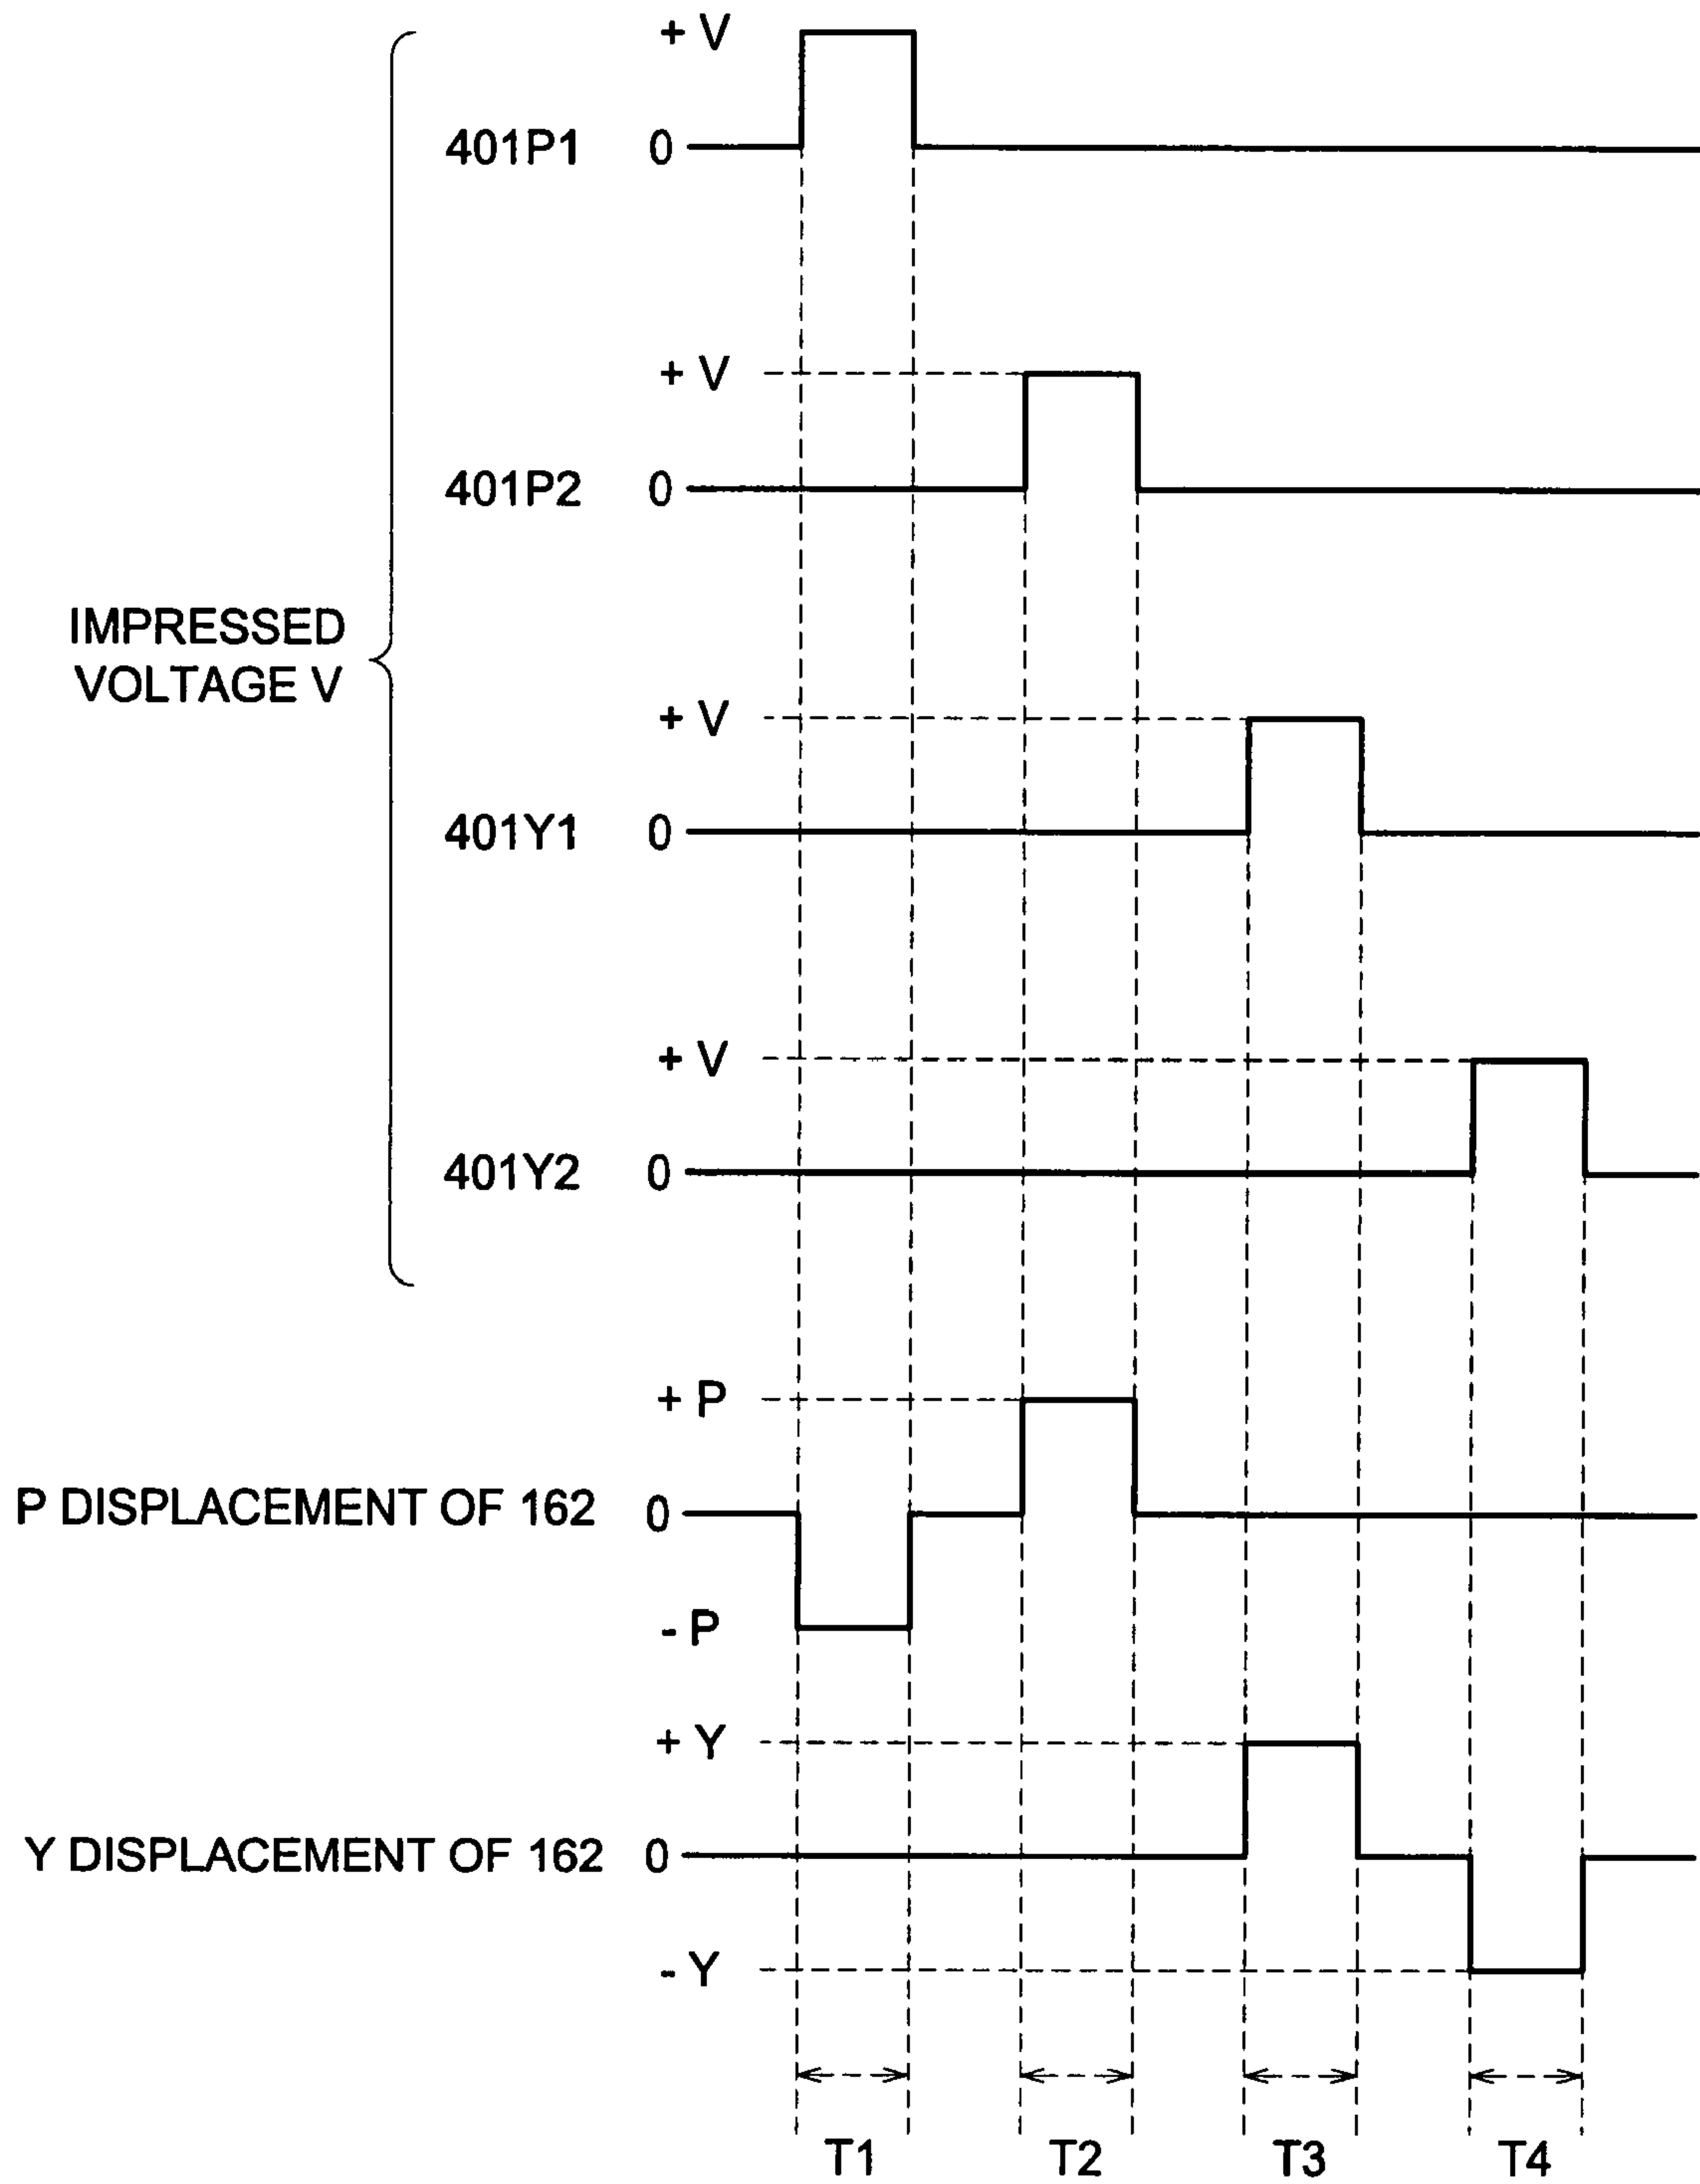 + V
401P1 0
+ V
401P2 0
IMPRESSED
VOLTAGE V
+ V
401Y1 0
+ V
401Y2 0
+ P
P DISPLACEMENT OF 162 0
- P
+ Y
Y DISPLACEMENT OF 162 0
- Y
T1 T2 T3 T4